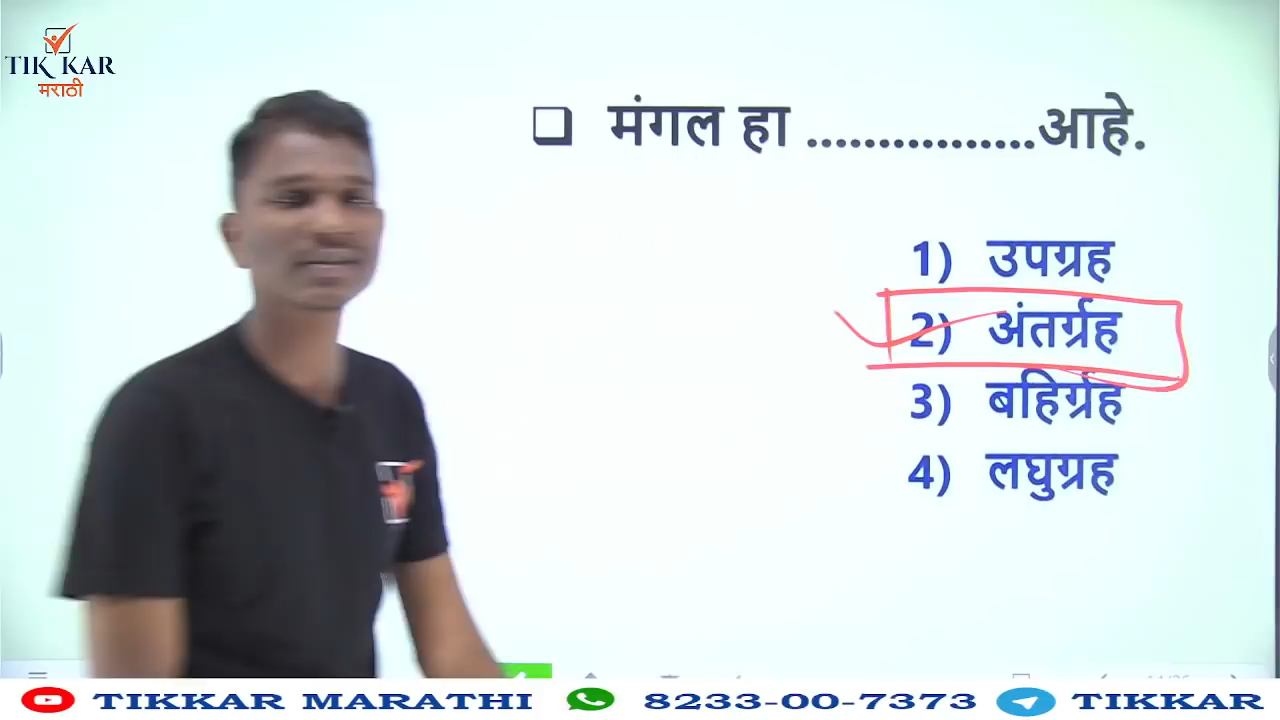 TIK KAR
मराठी
❑ मंगल हा ................आहे.
1) उपग्रह
2) अंतर्ग्रह
3) बहिर्ग्रह
4) लघुग्रह
TIKKAR MARATHI 8233-00-7373 TIKKAR